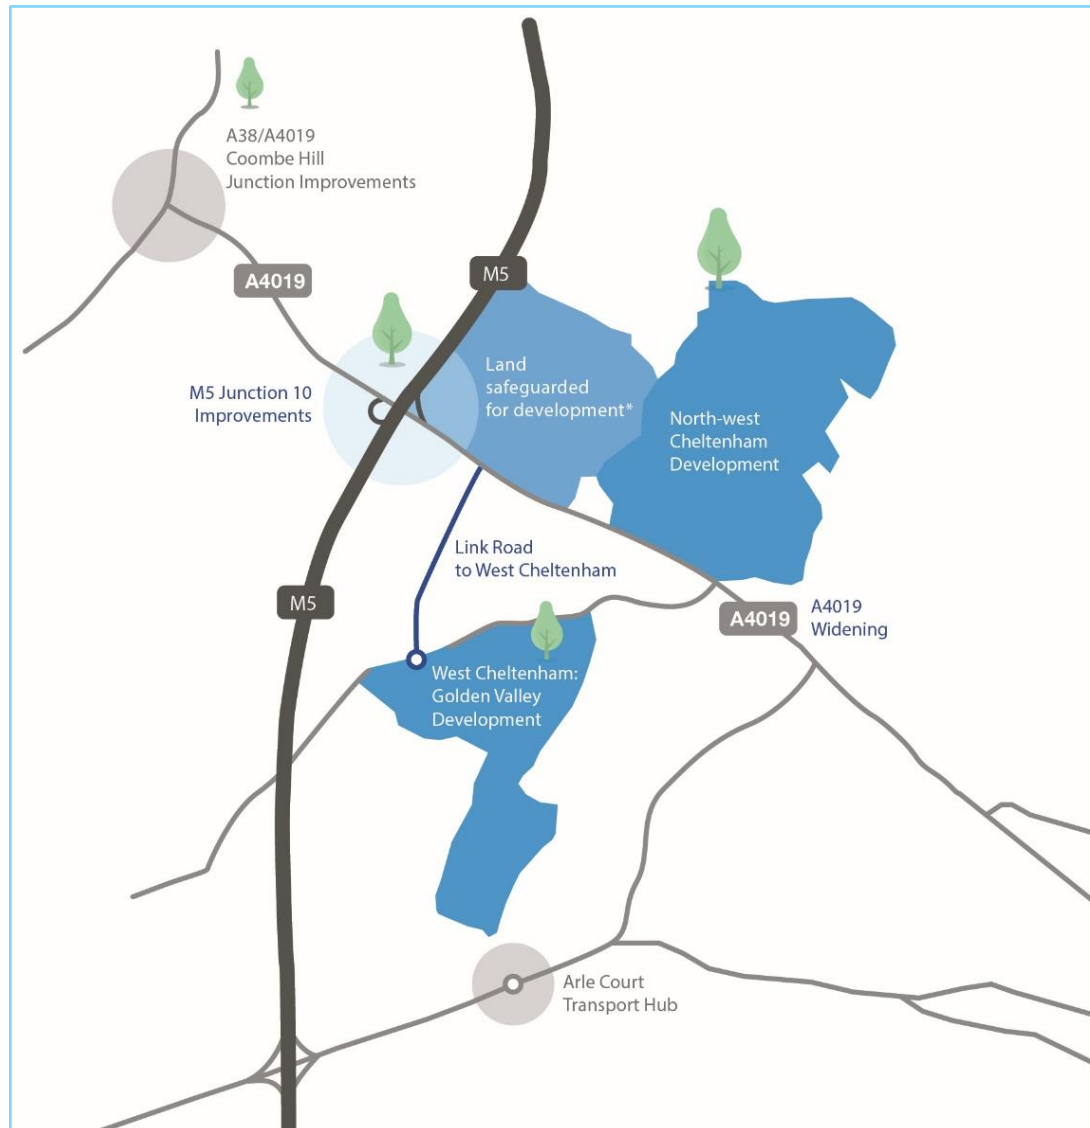 A38/A4019
Coombe Hill
Junction Improvements
A4019
M5
M5 Junction 10
Improvements
Land
safeguarded
for development*
North-west
Cheltenham
Development
Link Road
to West Cheltenham
M5
A4019
A4019
Widening
West Cheltenham:
Golden Valley
Development
Arle Court
Transport Hub